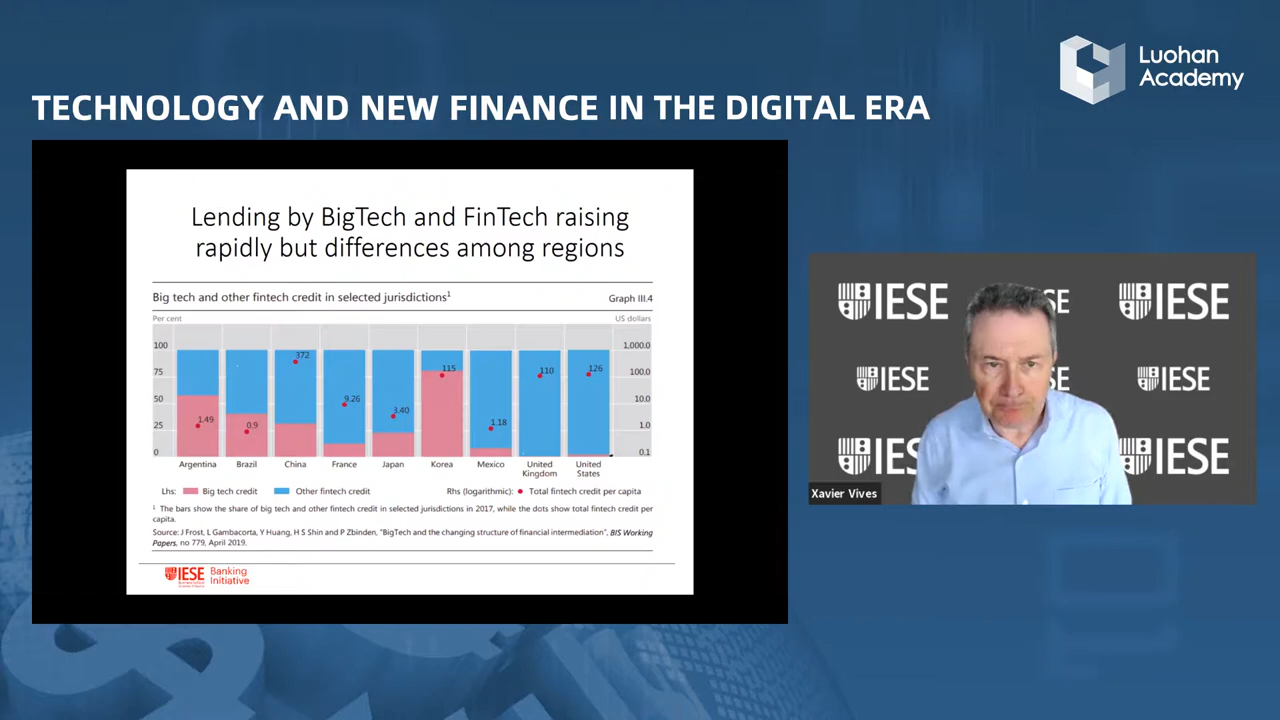 Luohan
Academy
TECHNOLOGY AND NEW FINANCE IN THE DIGITAL ERA
Lending by BigTech and FinTech raising
rapidly but differences among regions
Big tech and other fintech credit in selected jurisdictions¹
Graph III.4
Per cent
US dollars
100
75
50
25
0
1,000.0
100.0
10.0
1.0
0.1
1.49
0.9
372
9.26
3.40
115
1.18
110
126
Argentina
Brazil
China
France
Japan
Korea
Mexico
United
Kingdom
United
States
Lhs:
Big tech credit
Other fintech credit
Rhs (logarithmic):
Total fintech credit per capita
¹ The bars show the share of big tech and other fintech credit in selected jurisdictions in 2017, while the dots show total fintech credit per
capita.
Source: J Frost, L Gambacorta, Y Huang, H S Shin and P Zbinden, "BigTech and the changing structure of financial intermediation", BIS Working
Papers, no 779, April 2019.
IESE
Banking
Initiative
IESE
SE
IESE
IESE
SE
IESE
IES
SE
IESE
Xavier Vives